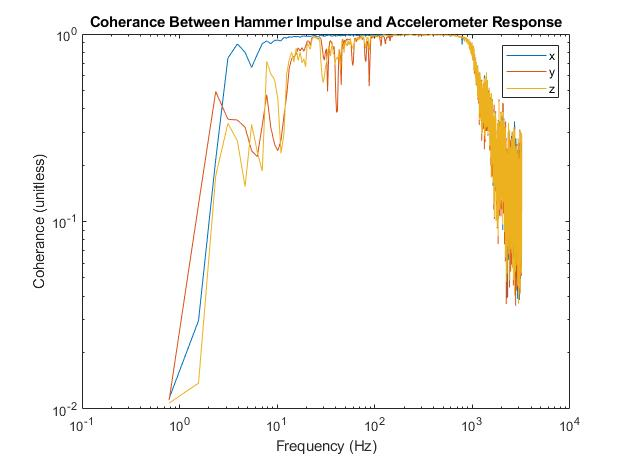 Coherance Between Hammer Impulse and Accelerometer Response
10^0
10^-1
10^-2
Coherance (unitless)
x
y
z
10^-1
10^0
10^1
10^2
10^3
10^4
Frequency (Hz)